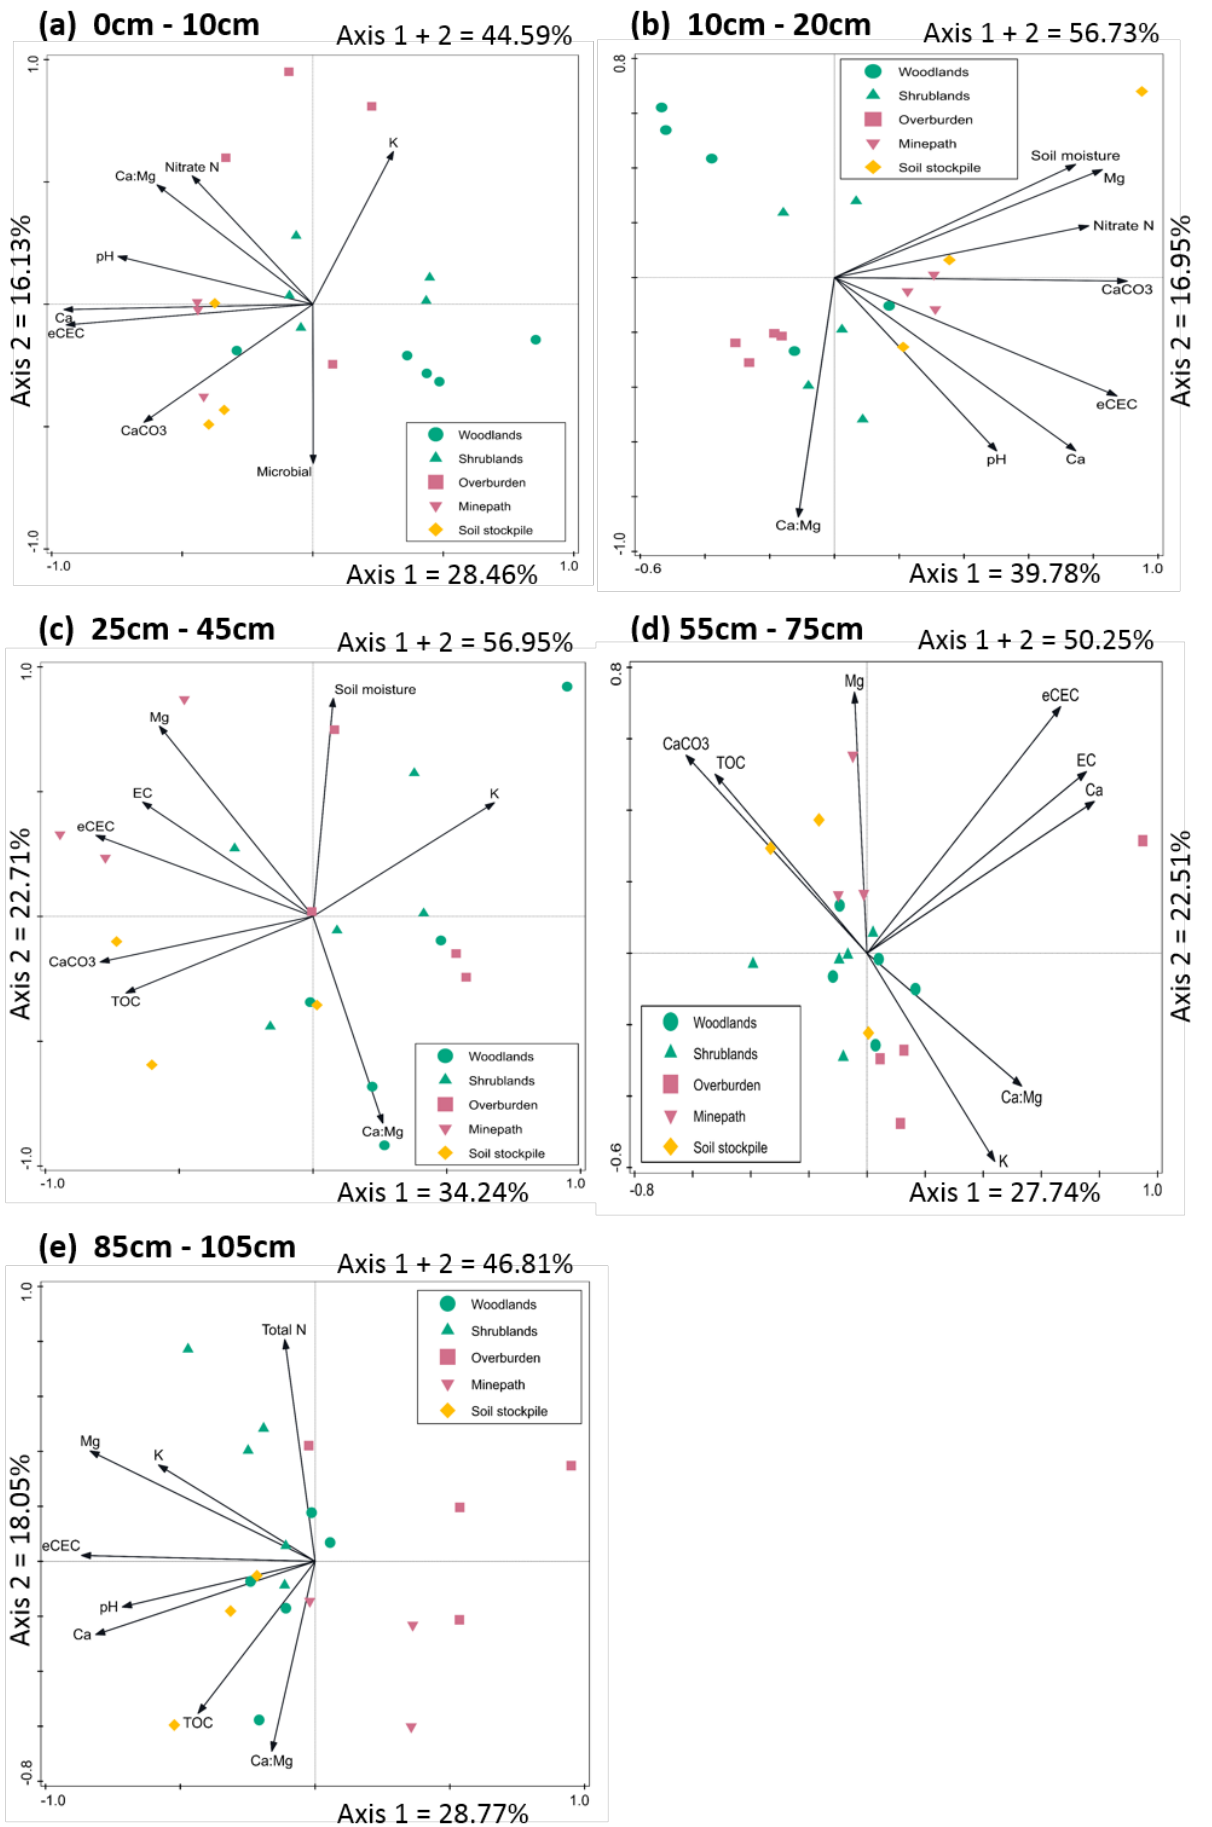 (a) 0cm - 10cm
Axis 1 + 2 = 44.59%
1.0
K
Nitrate N
Ca:Mg
pH
Ca
eCEC
CaCO3
Microbial
Axis 2 = 16.13%
Woodlands
Shrublands
Overburden
Minepath
Soil stockpile
-1.0
-1.0
1.0
Axis 1 = 28.46%
(b) 10cm - 20cm
Axis 1 + 2 = 56.73%
0.8
Woodlands
Shrublands
Overburden
Minepath
Soil stockpile
Soil moisture
Mg
Nitrate N
CaCO3
eCEC
pH
Ca
Ca:Mg
Axis 2 = 16.95%
-1.0
-0.6
1.0
Axis 1 = 39.78%
(c) 25cm - 45cm
Axis 1 + 2 = 56.95%
1.0
Soil moisture
Mg
EC
K
eCEC
CaCO3
TOC
Ca:Mg
Axis 2 = 22.71%
Woodlands
Shrublands
Overburden
Minepath
Soil stockpile
-1.0
-1.0
1.0
Axis 1 = 34.24%
(d) 55cm - 75cm
Axis 1 + 2 = 50.25%
0.8
Mg
eCEC
CaCO3
TOC
EC
Ca
Ca:Mg
K
Axis 2 = 22.51%
Woodlands
Shrublands
Overburden
Minepath
Soil stockpile
-0.6
-0.8
1.0
Axis 1 = 27.74%
(e) 85cm - 105cm
Axis 1 + 2 = 46.81%
1.0
Woodlands
Shrublands
Overburden
Minepath
Soil stockpile
Total N
Mg
K
eCEC
pH
Ca
TOC
Ca:Mg
Axis 2 = 18.05%
-0.8
-1.0
1.0
Axis 1 = 28.77%